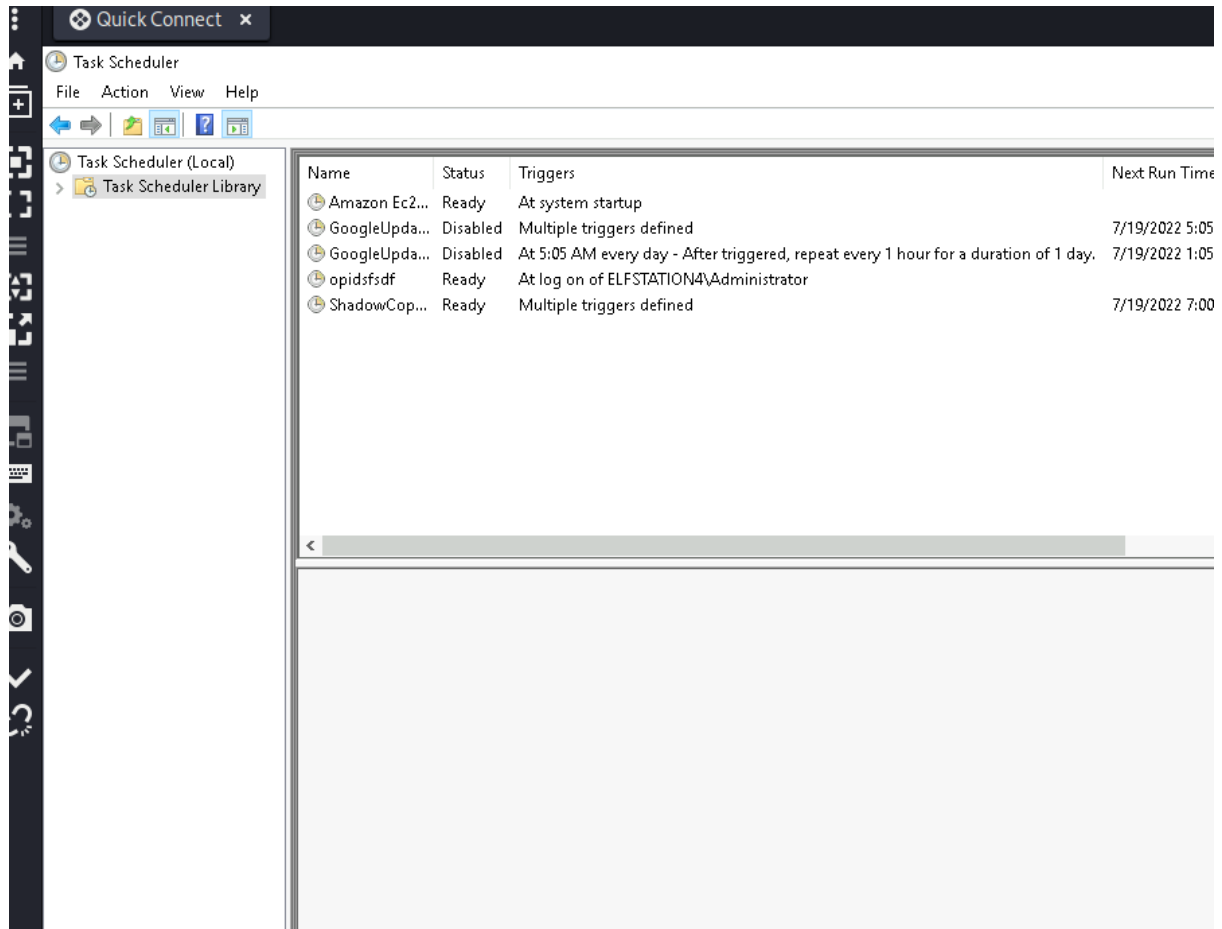 Quick Connect ×
Task Scheduler
File Action View Help
Task Scheduler (Local)
Task Scheduler Library
Name Status Triggers Next Run Time
Amazon Ec2... Ready At system startup
GoogleUpda... Disabled Multiple triggers defined 7/19/2022 5:05
GoogleUpda... Disabled At 5:05 AM every day - After triggered, repeat every 1 hour for a duration of 1 day. 7/19/2022 1:05
opidsfsdf Ready At log on of ELFSTATION4\Administrator
ShadowCop... Ready Multiple triggers defined 7/19/2022 7:00